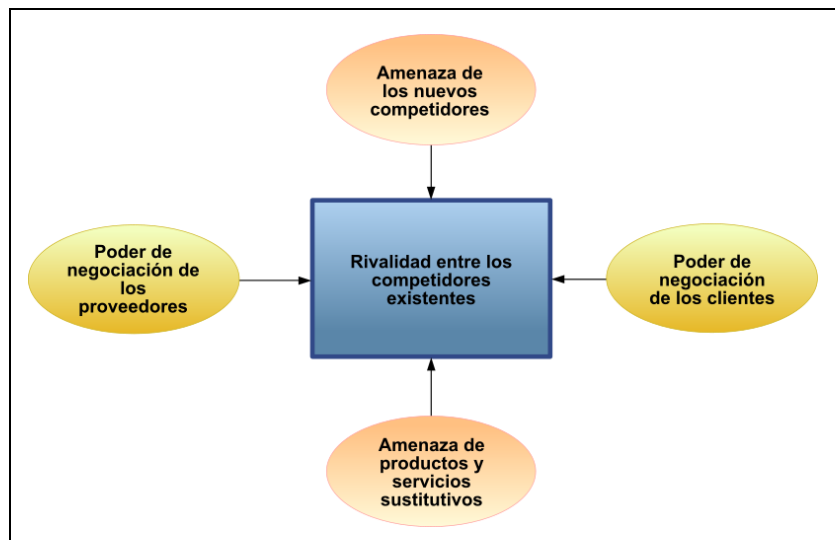 Amenaza de
los nuevos
competidores
Poder de
negociación de
los
proveedores
Rivalidad entre los
competidores
existentes
Poder de
negociación
de los clientes
Amenaza de
productos y
servicios
sustitutivos